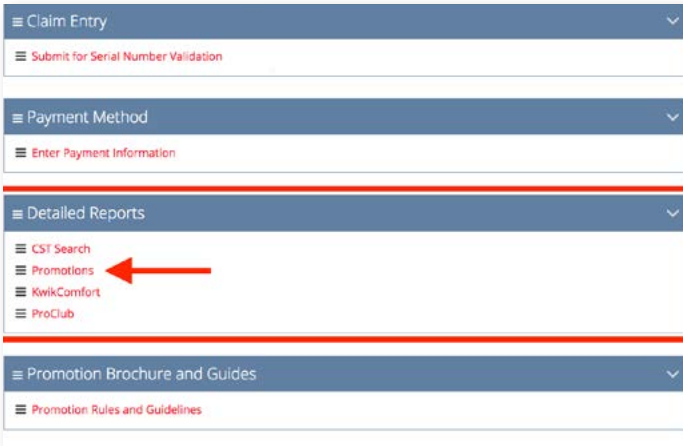 Claim Entry
Submit for Serial Number Validation
Payment Method
Enter Payment Information
Detailed Reports
CST Search
Promotions
KwikComfort
ProClub
Promotion Brochure and Guides
Promotion Rules and Guidelines